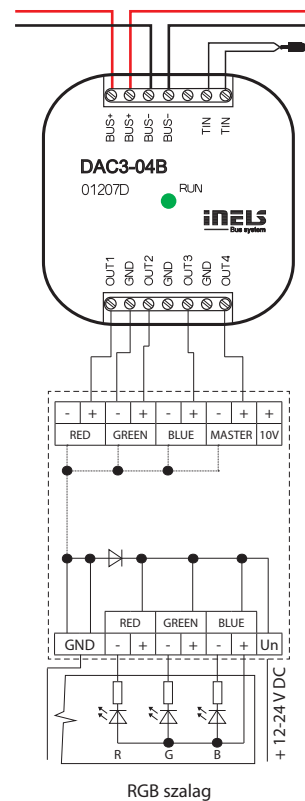 BUS+ BUS+ BUS- BUS- TIN TIN
DAC3-04B
01207D
RUN
iNELS
Bus system
OUT1 GND OUT2 GND OUT3 GND OUT4
- + - + - + - + +
RED GREEN BLUE MASTER 10V
RED GREEN BLUE
GND - + - + - + Un
+ 12-24 V DC
R G B
RGB szalag